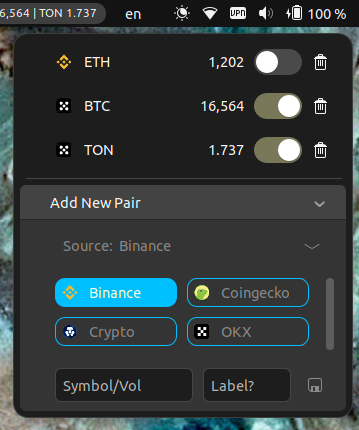 6,564 | TON 1.737 en VPN 100 %
ETH 1,202
BTC 16,564
TON 1.737
Add New Pair
Source: Binance
Binance Coingecko
Crypto OKX
Symbol/Vol Label?